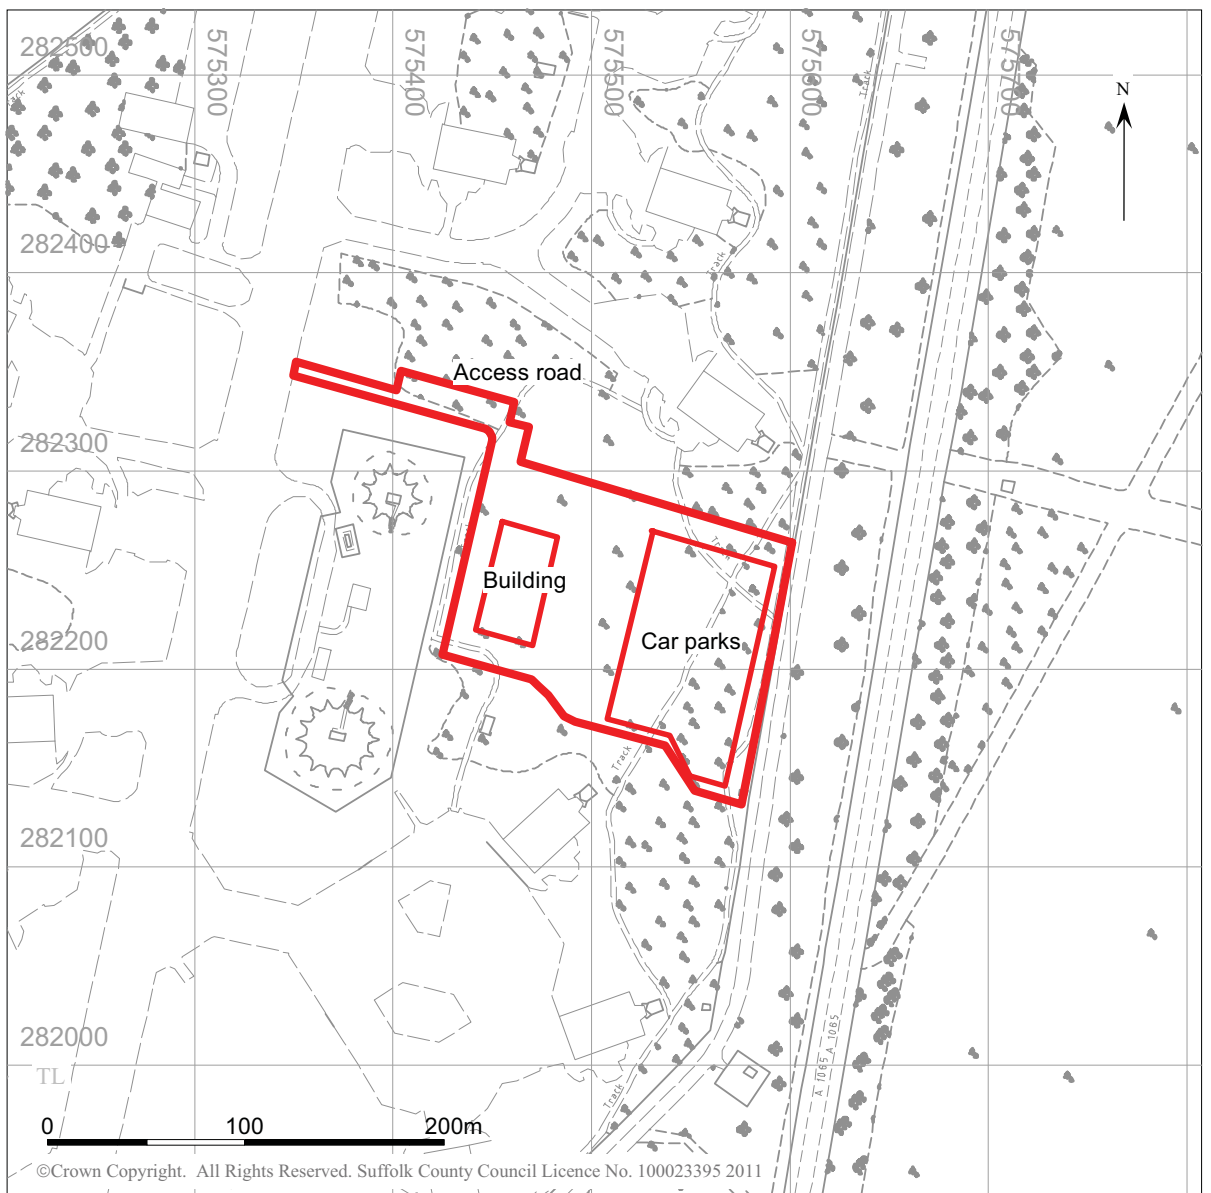 282500
575300
575400
575500
575600
575700
N
Track
Track
282400
Track
Access road
282300
Track
Building
282200
Car parks
Track
282100
282000
A 1065 A 1065
TL
Track
0 100 200m
©Crown Copyright. All Rights Reserved. Suffolk County Council Licence No. 100023395 2011